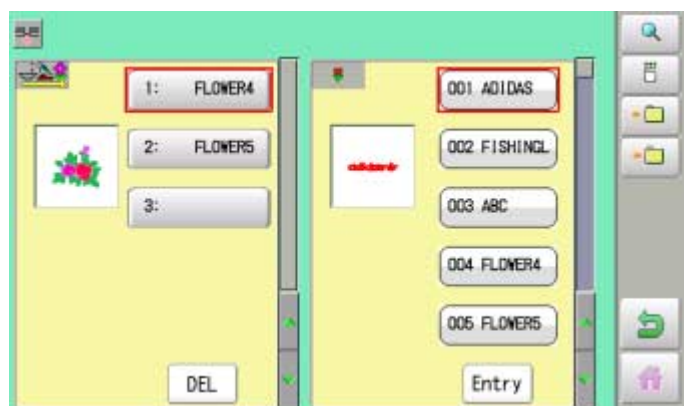 1: FLOWER4
2: FLOWER5
3:
DEL
001 ADIDAS
002 FISHINGL
003 ABC
004 FLOWER4
005 FLOWER5
Entry